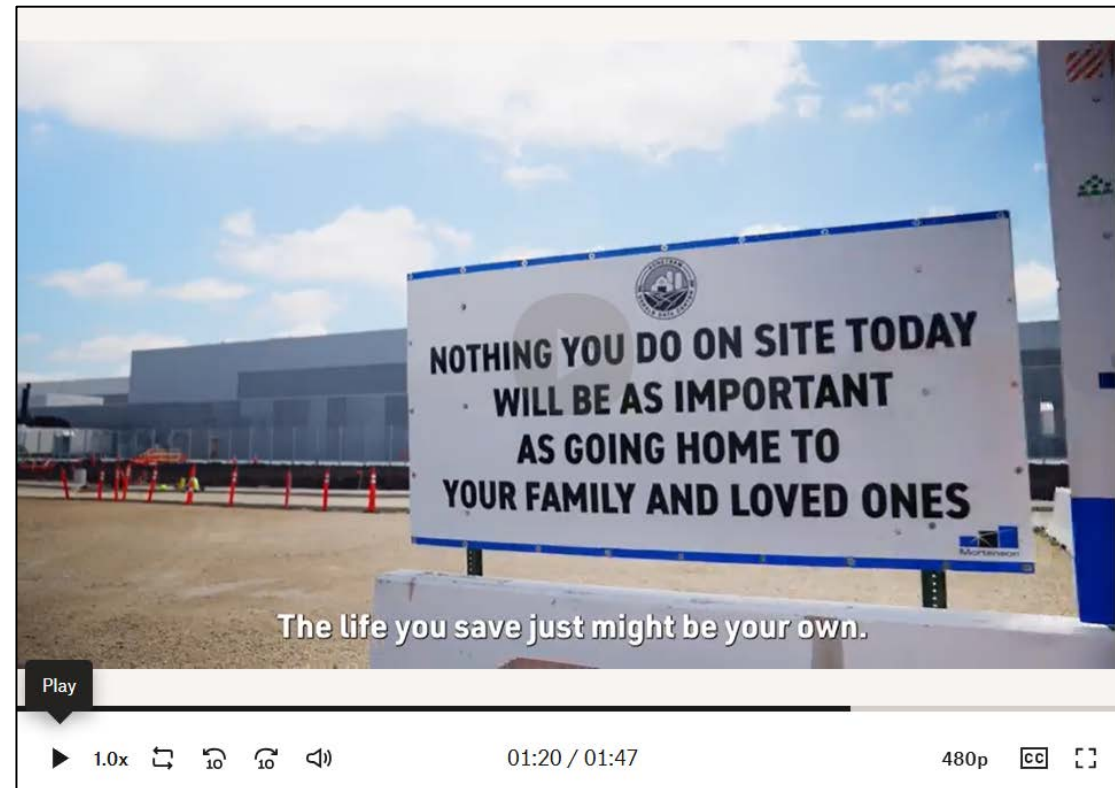 NOTHING YOU DO ON SITE TODAY
WILL BE AS IMPORTANT
AS GOING HOME TO
YOUR FAMILY AND LOVED ONES
Mortenson
The life you save just might be your own.
Play
1.0x
10
10
01:20 / 01:47
480p
CC